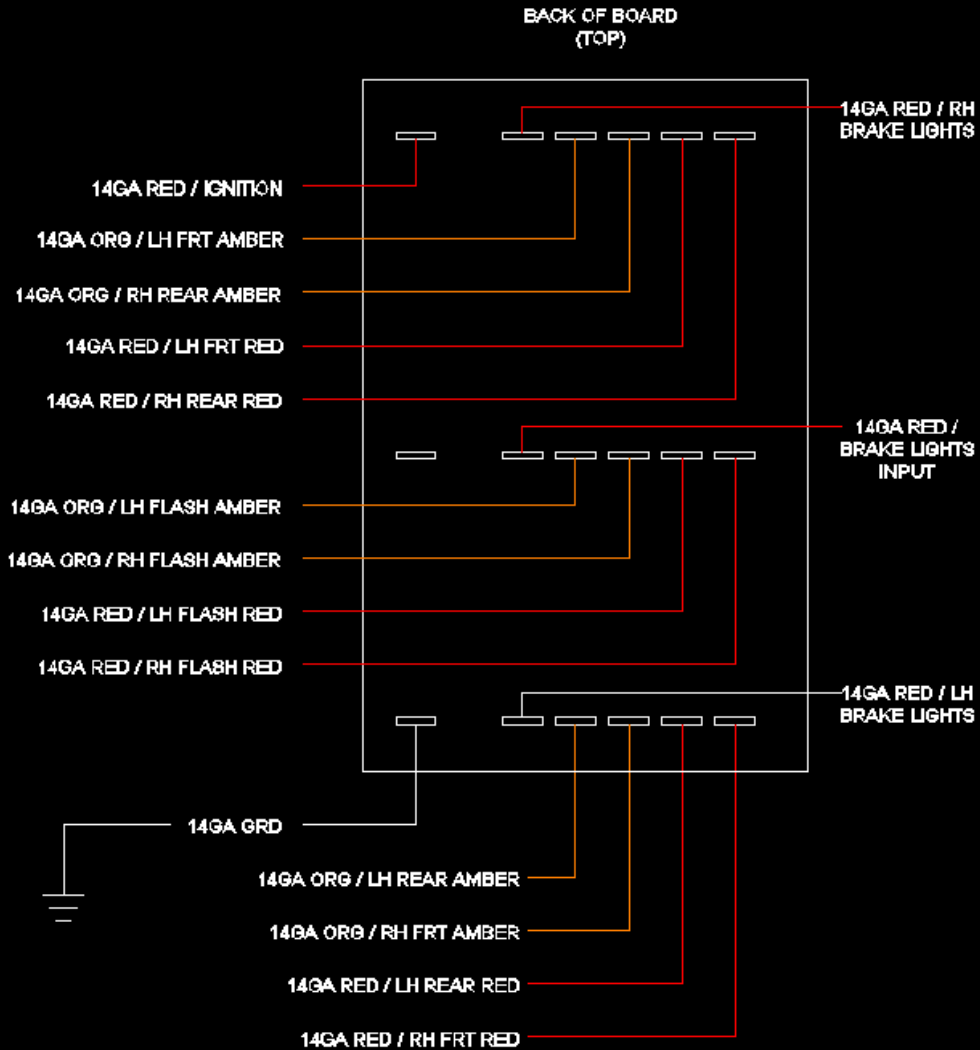 BACK OF BOARD
(TOP)
14GA RED / RH
BRAKE LIGHTS
14GA RED / IGNITION
14GA ORG / LH FRT AMBER
14GA ORG / RH REAR AMBER
14GA RED / LH FRT RED
14GA RED / RH REAR RED
14GA RED /
BRAKE LIGHTS
INPUT
14GA ORG / LH FLASH AMBER
14GA ORG / RH FLASH AMBER
14GA RED / LH FLASH RED
14GA RED / RH FLASH RED
14GA RED / LH
BRAKE LIGHTS
14GA GRD
14GA ORG / LH REAR AMBER
14GA ORG / RH FRT AMBER
14GA RED / LH REAR RED
14GA RED / RH FRT RED